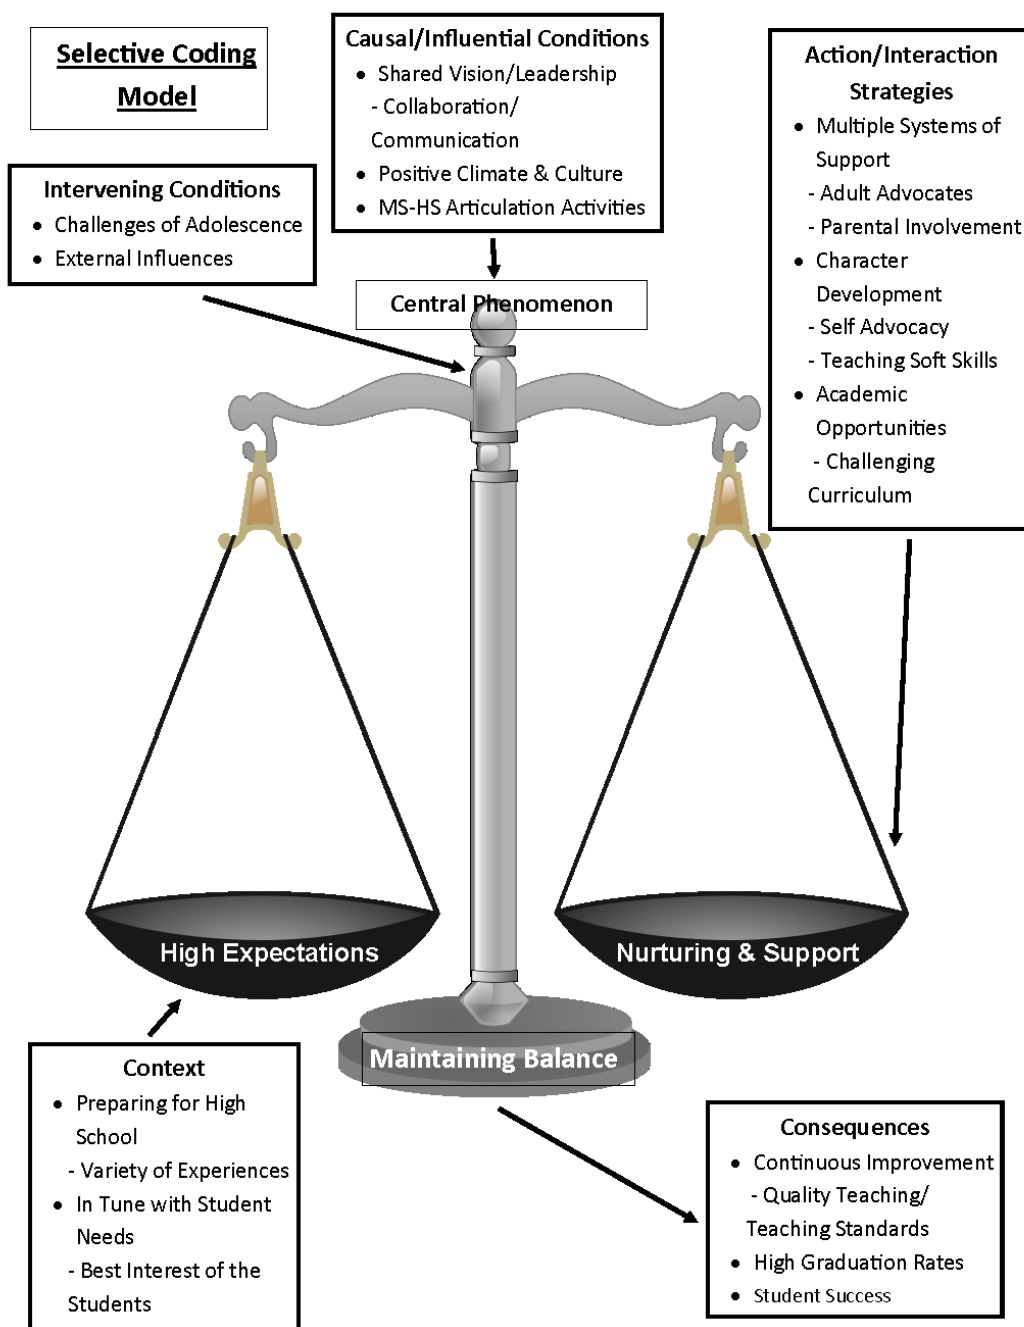 Selective Coding
Model
Causal/Influential Conditions
• Shared Vision/Leadership
- Collaboration/
Communication
• Positive Climate & Culture
• MS-HS Articulation Activities
Action/Interaction
Strategies
• Multiple Systems of
Support
- Adult Advocates
- Parental Involvement
• Character
Development
- Self Advocacy
- Teaching Soft Skills
• Academic
Opportunities
- Challenging
Curriculum
Intervening Conditions
• Challenges of Adolescence
• External Influences
Central Phenomenon
High Expectations
Nurturing & Support
Maintaining Balance
Context
• Preparing for High
School
- Variety of Experiences
• In Tune with Student
Needs
- Best Interest of the
Students
Consequences
• Continuous Improvement
- Quality Teaching/
Teaching Standards
• High Graduation Rates
• Student Success